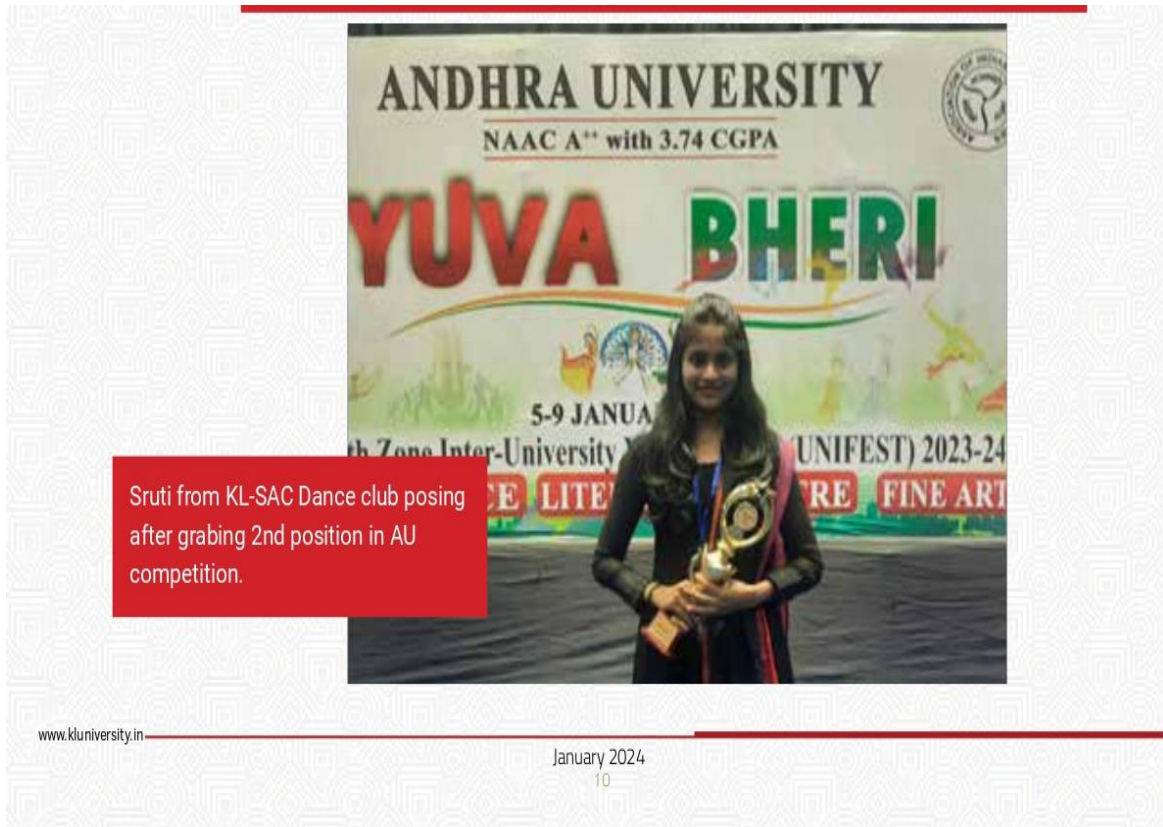 ANDHRA UNIVERSITY
NAAC A++ with 3.74 CGPA
YUVA BHERI
5-9 JANUA
th Zone Inter-University (UNIFEST) 2023-24
CE LITE RE FINE ART
Sruti from KL-SAC Dance club posing
after grabing 2nd position in AU
competition.
www.kluniversity.in
January 2024
10